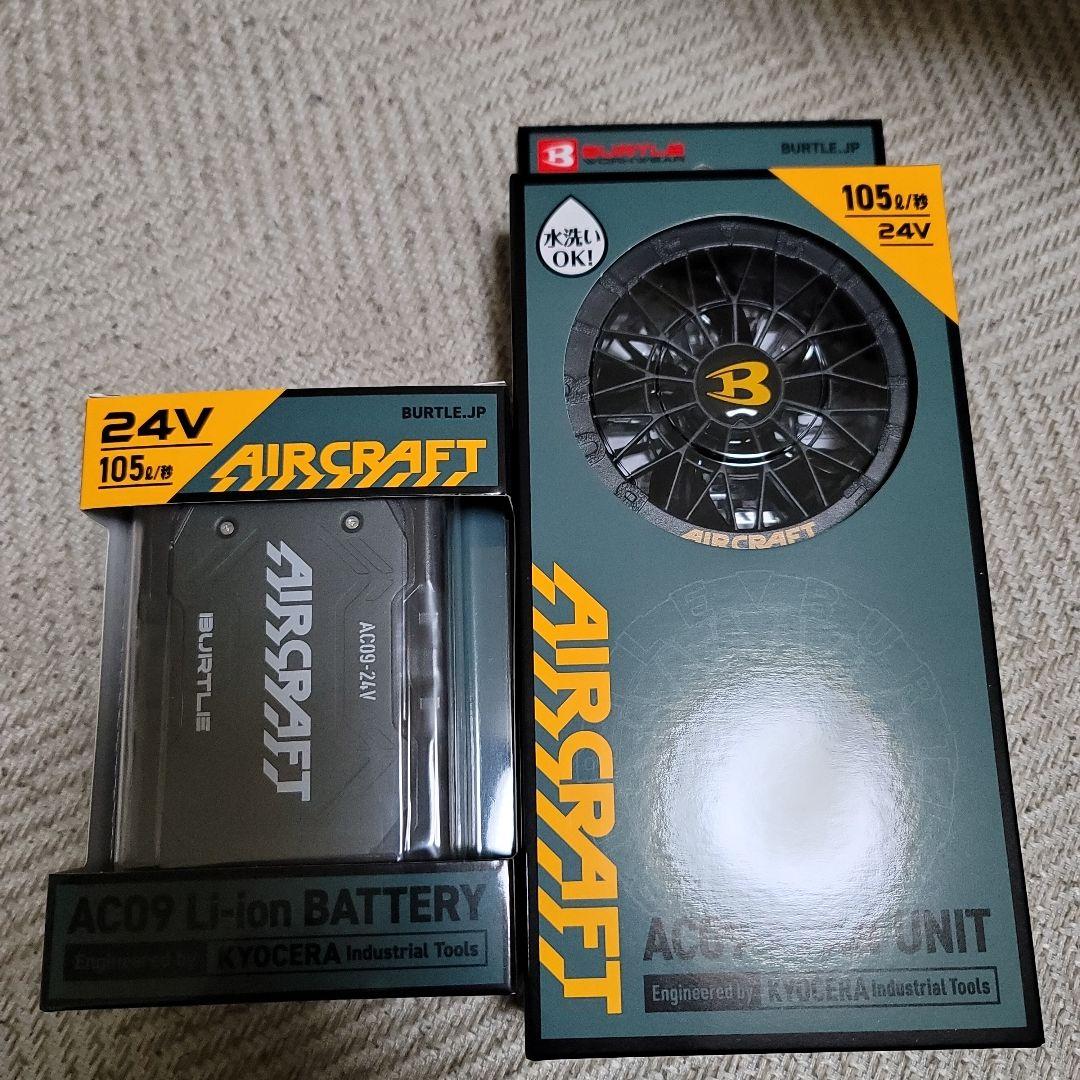 24V
105ℓ/秒
BURTLE.JP
AIRCRAFT
AIRCRAFT
BURTLE
AC09-24V
AC09 Li-ion BATTERY
Engineered by KYOCERA Industrial Tools
BURTLE
WORKWEAR
BURTLE.JP
水洗い
OK!
105ℓ/秒
24V
B
AIRCRAFT
AIRCRAFT
UNIT
Engineered by KYOCERA Industrial Tools